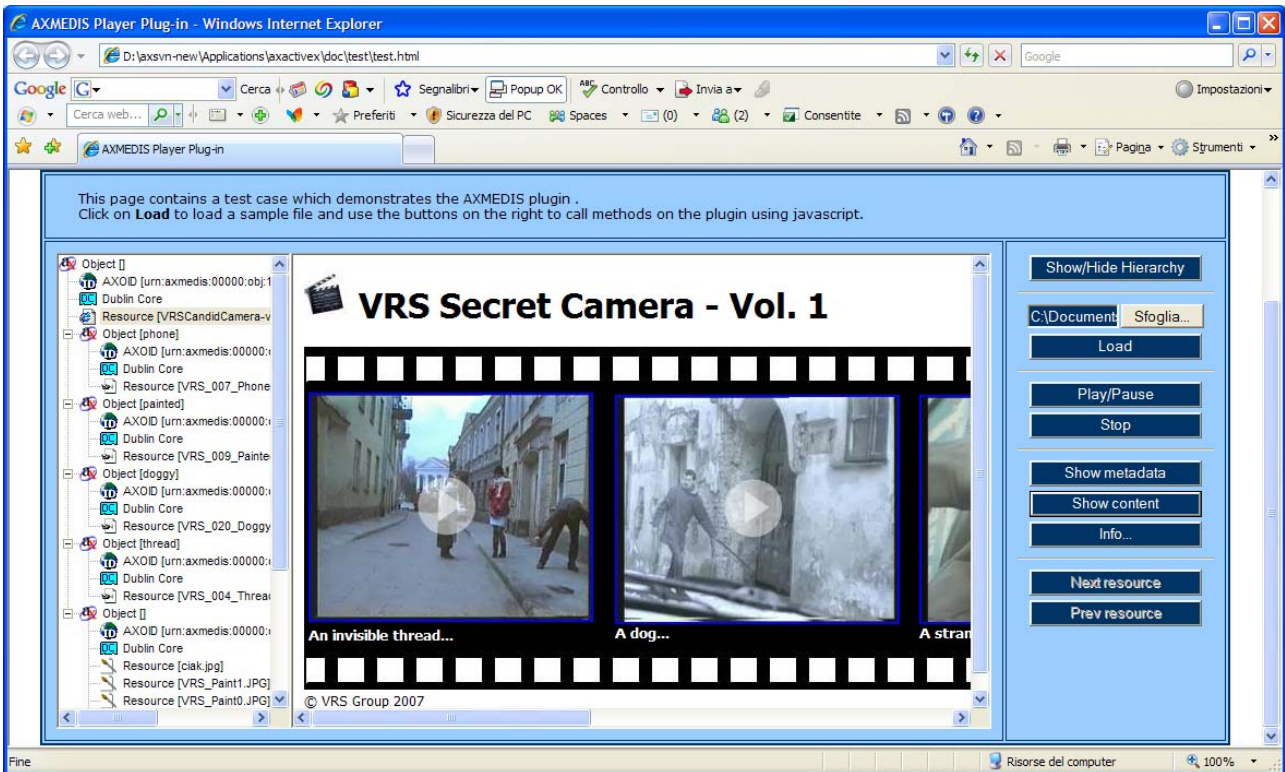 AXMEDIS Player Plug-in - Windows Internet Explorer
D:\axsvn-new\Applications\axactivex\doc\test\test.html
Google
Google G
Cerca
Segnalibri
Popup OK
Controllo
Invia a
Impostazioni
Cerca web...
Preferiti
Sicurezza del PC
Spaces
(0)
(2)
Consentite
AXMEDIS Player Plug-in
Pagina
Strumenti
This page contains a test case which demonstrates the AXMEDIS plugin .
Click on Load to load a sample file and use the buttons on the right to call methods on the plugin using javascript.
Object []
AXOID [urn:axmedis:00000:obj:1
Dublin Core
Resource [VRSCandidCamera-v
Object [phone]
AXOID [urn:axmedis:00000:
Dublin Core
Resource [VRS_007_Phone
Object [painted]
AXOID [urn:axmedis:00000:
Dublin Core
Resource [VRS_009_Painte
Object [doggy]
AXOID [urn:axmedis:00000:
Dublin Core
Resource [VRS_020_Doggy
Object [thread]
AXOID [urn:axmedis:00000:
Dublin Core
Resource [VRS_004_Threa
Object []
AXOID [urn:axmedis:00000:
Dublin Core
Resource [ciak.jpg]
Resource [VRS_Paint1.JPG]
Resource [VRS_Paint0.JPG]
VRS Secret Camera - Vol. 1
An invisible thread...
A dog...
A stran
© VRS Group 2007
Show/Hide Hierarchy
C:\Documents
Sfoglia...
Load
Play/Pause
Stop
Show metadata
Show content
Info...
Next resource
Prev resource
Fine
Risorse del computer
100%